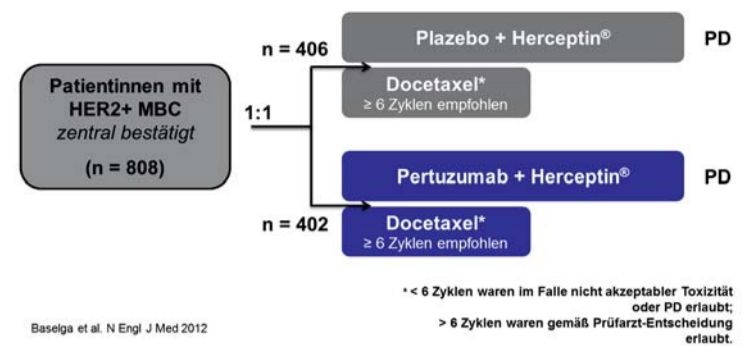 Patientinnen mit
HER2+ MBC
zentral bestätigt
(n = 808)
1:1
n = 406
Plazebo + Herceptin®
PD
Docetaxel*
≥ 6 Zyklen empfohlen
Pertuzumab + Herceptin®
PD
n = 402
Docetaxel*
≥ 6 Zyklen empfohlen
* < 6 Zyklen waren im Falle nicht akzeptabler Toxizität
oder PD erlaubt;
> 6 Zyklen waren gemäß Prüfarzt-Entscheidung
erlaubt.
Baselga et al. N Engl J Med 2012